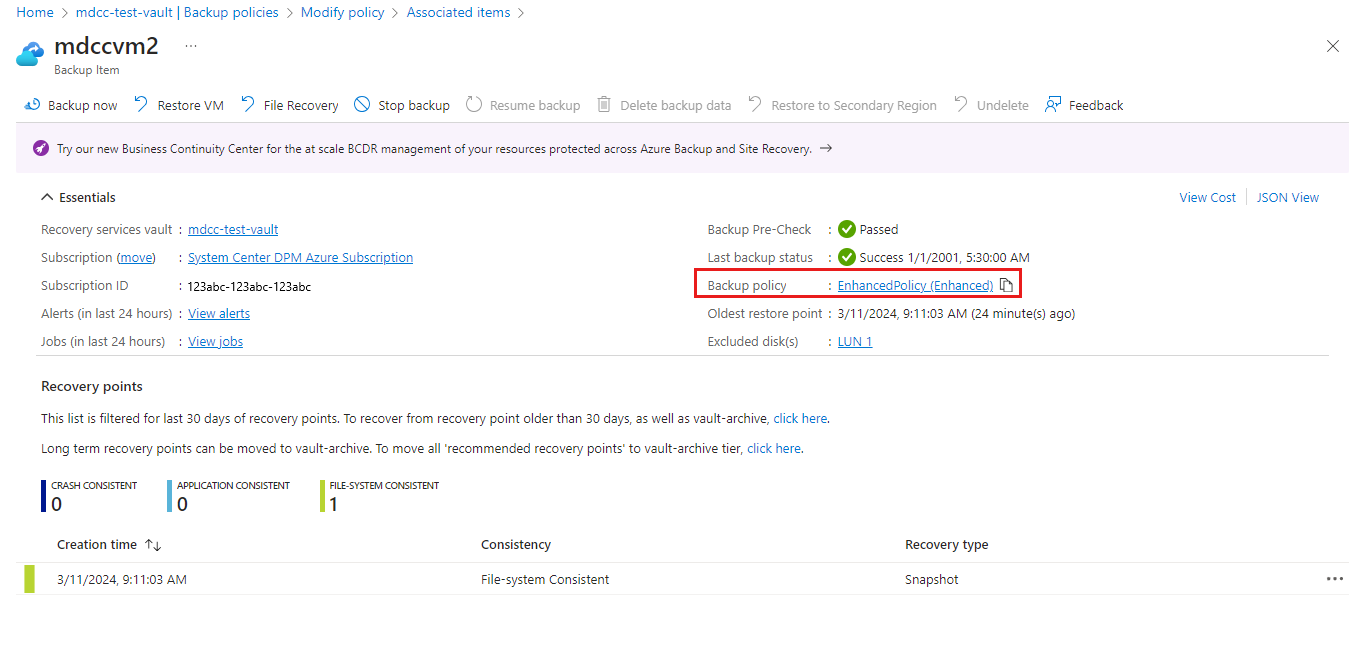 Home > mdcc-test-vault | Backup policies > Modify policy > Associated items >
mdccvm2 ...
Backup Item
Backup now Restore VM File Recovery Stop backup Resume backup Delete backup data Restore to Secondary Region Undelete Feedback
Try our new Business Continuity Center for the at scale BCDR management of your resources protected across Azure Backup and Site Recovery. →
Essentials View Cost JSON View
Recovery services vault : mdcc-test-vault Backup Pre-Check : Passed
Subscription (move) : System Center DPM Azure Subscription Last backup status : Success 1/1/2001, 5:30:00 AM
Subscription ID : 123abc-123abc-123abc Backup policy : EnhancedPolicy (Enhanced)
Alerts (in last 24 hours) : View alerts Oldest restore point : 3/11/2024, 9:11:03 AM (24 minute(s) ago)
Jobs (in last 24 hours) : View jobs Excluded disk(s) : LUN 1
Recovery points
This list is filtered for last 30 days of recovery points. To recover from recovery point older than 30 days, as well as vault-archive, click here.
Long term recovery points can be moved to vault-archive. To move all 'recommended recovery points' to vault-archive tier, click here.
CRASH CONSISTENT APPLICATION CONSISTENT FILE-SYSTEM CONSISTENT
0 0 1
Creation time ↑↓ Consistency Recovery type
3/11/2024, 9:11:03 AM File-system Consistent Snapshot ...